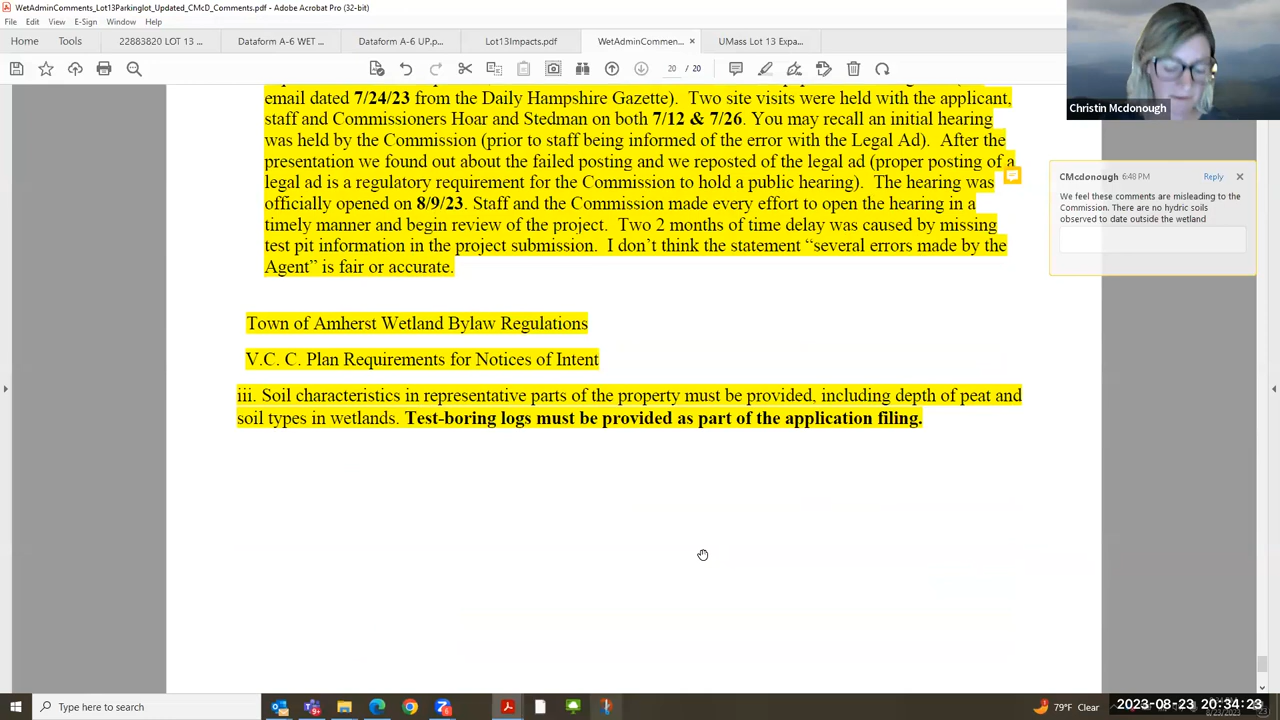 WetAdminComments_Lot13Parkinglot_Updated_CMcD_Comments.pdf - Adobe Acrobat Pro (32-bit)
File Edit View E-Sign Window Help
Home Tools 22883820 LOT 13 ... Dataform A-6 WET ... Dataform A-6 UP.p... Lot13Impacts.pdf WetAdminCommen... × UMass Lot 13 Expa...
20 / 20
email dated 7/24/23 from the Daily Hampshire Gazette). Two site visits were held with the applicant,
staff and Commissioners Hoar and Stedman on both 7/12 & 7/26. You may recall an initial hearing
was held by the Commission (prior to staff being informed of the error with the Legal Ad). After the
presentation we found out about the failed posting and we reposted of the legal ad (proper posting of a
legal ad is a regulatory requirement for the Commission to hold a public hearing). The hearing was
officially opened on 8/9/23. Staff and the Commission made every effort to open the hearing in a
timely manner and begin review of the project. Two 2 months of time delay was caused by missing
test pit information in the project submission. I don't think the statement “several errors made by the
Agent” is fair or accurate.
Town of Amherst Wetland Bylaw Regulations
V.C. C. Plan Requirements for Notices of Intent
iii. Soil characteristics in representative parts of the property must be provided, including depth of peat and
soil types in wetlands. Test-boring logs must be provided as part of the application filing.
Christin Mcdonough
CMcdonough 6:48 PM Reply ×
We feel these comments are misleading to the
Commission. There are no hydric soils
observed to date outside the wetland
Type here to search
79°F Clear
2023-08-23 20:34:23